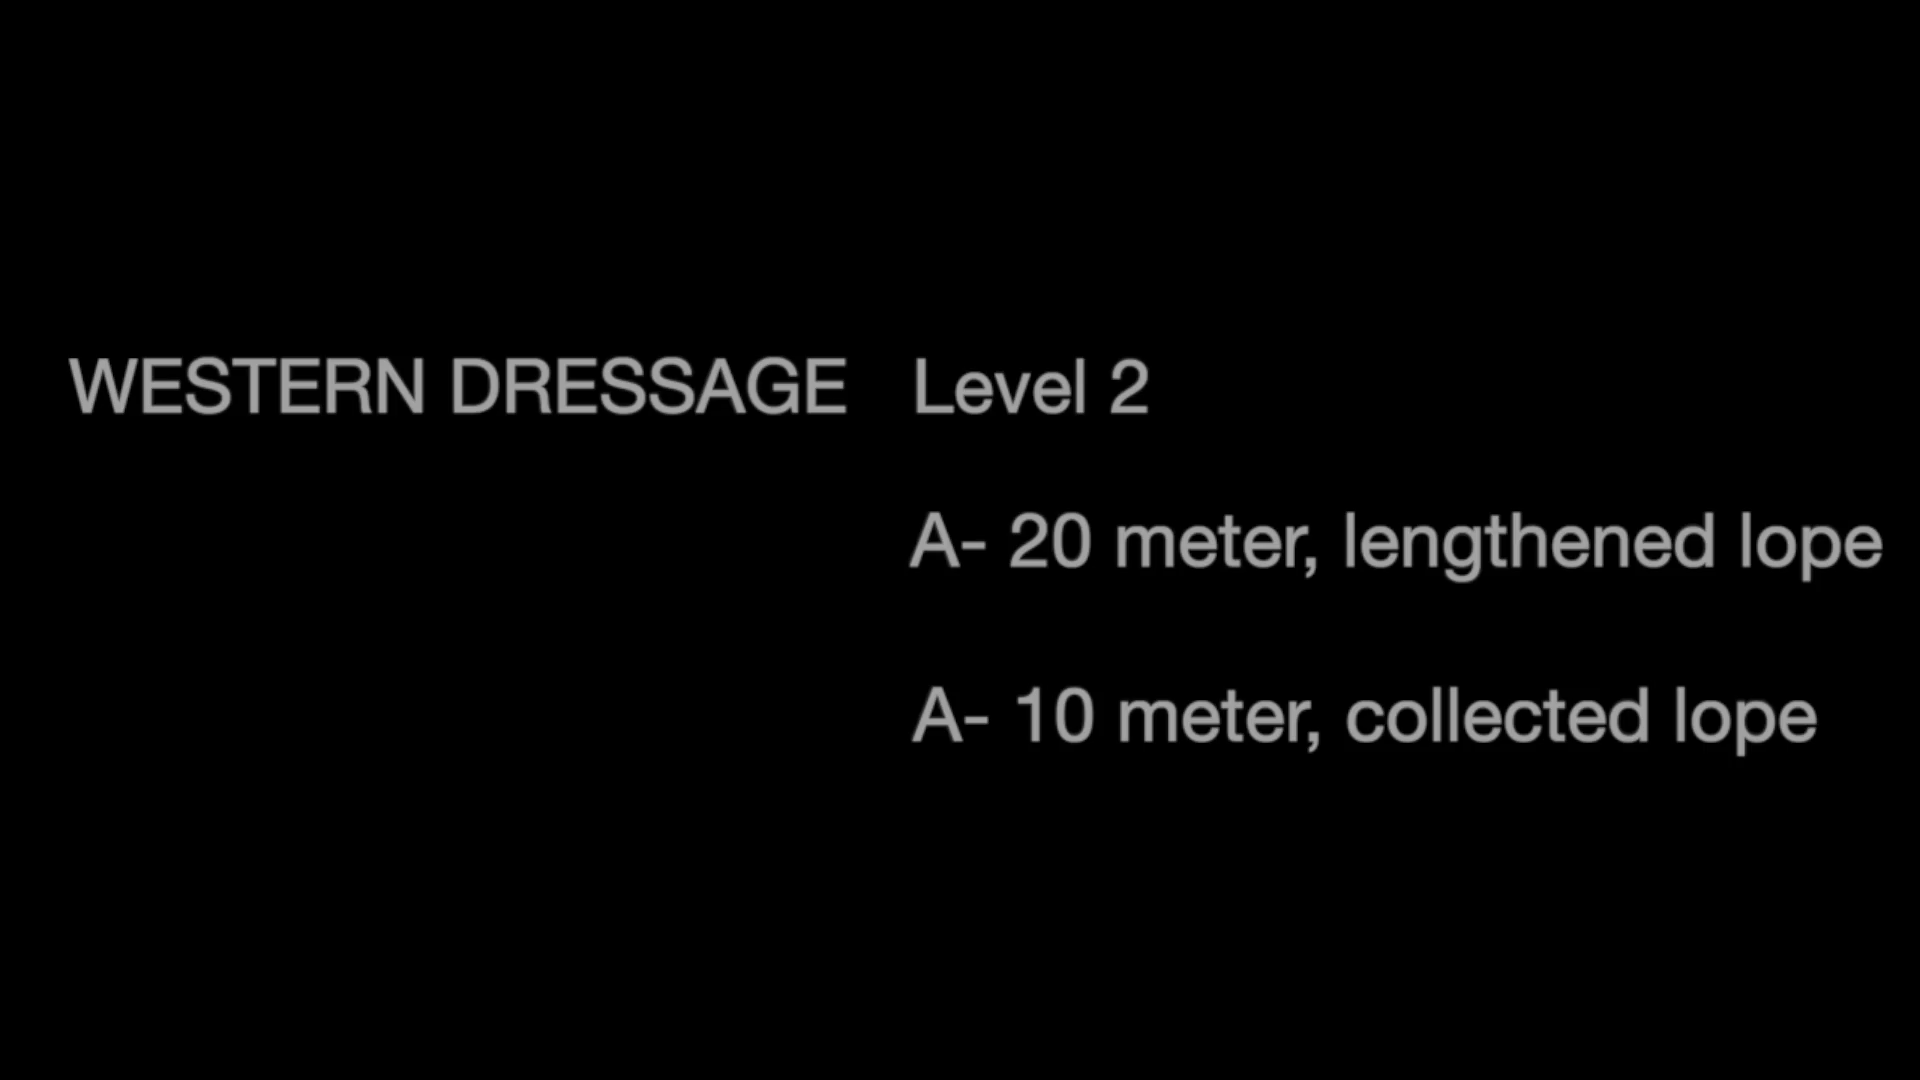 WESTERN DRESSAGE Level 2
A- 20 meter, lengthened lope
A- 10 meter, collected lope